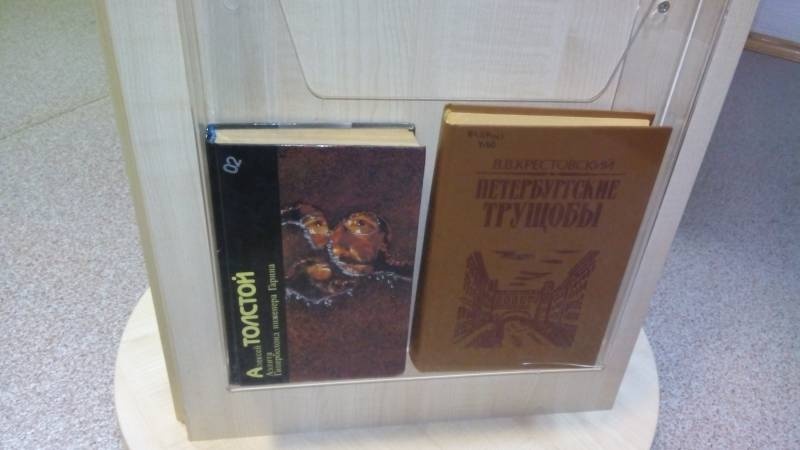 02
Алексей ТОЛСТОЙ
Аэлита
Гиперболоид инженера Гарина
В.В.КРЕСТОВСКИЙ
ПЕТЕРБУРГСКИЕ
ТРУЩОБЫ